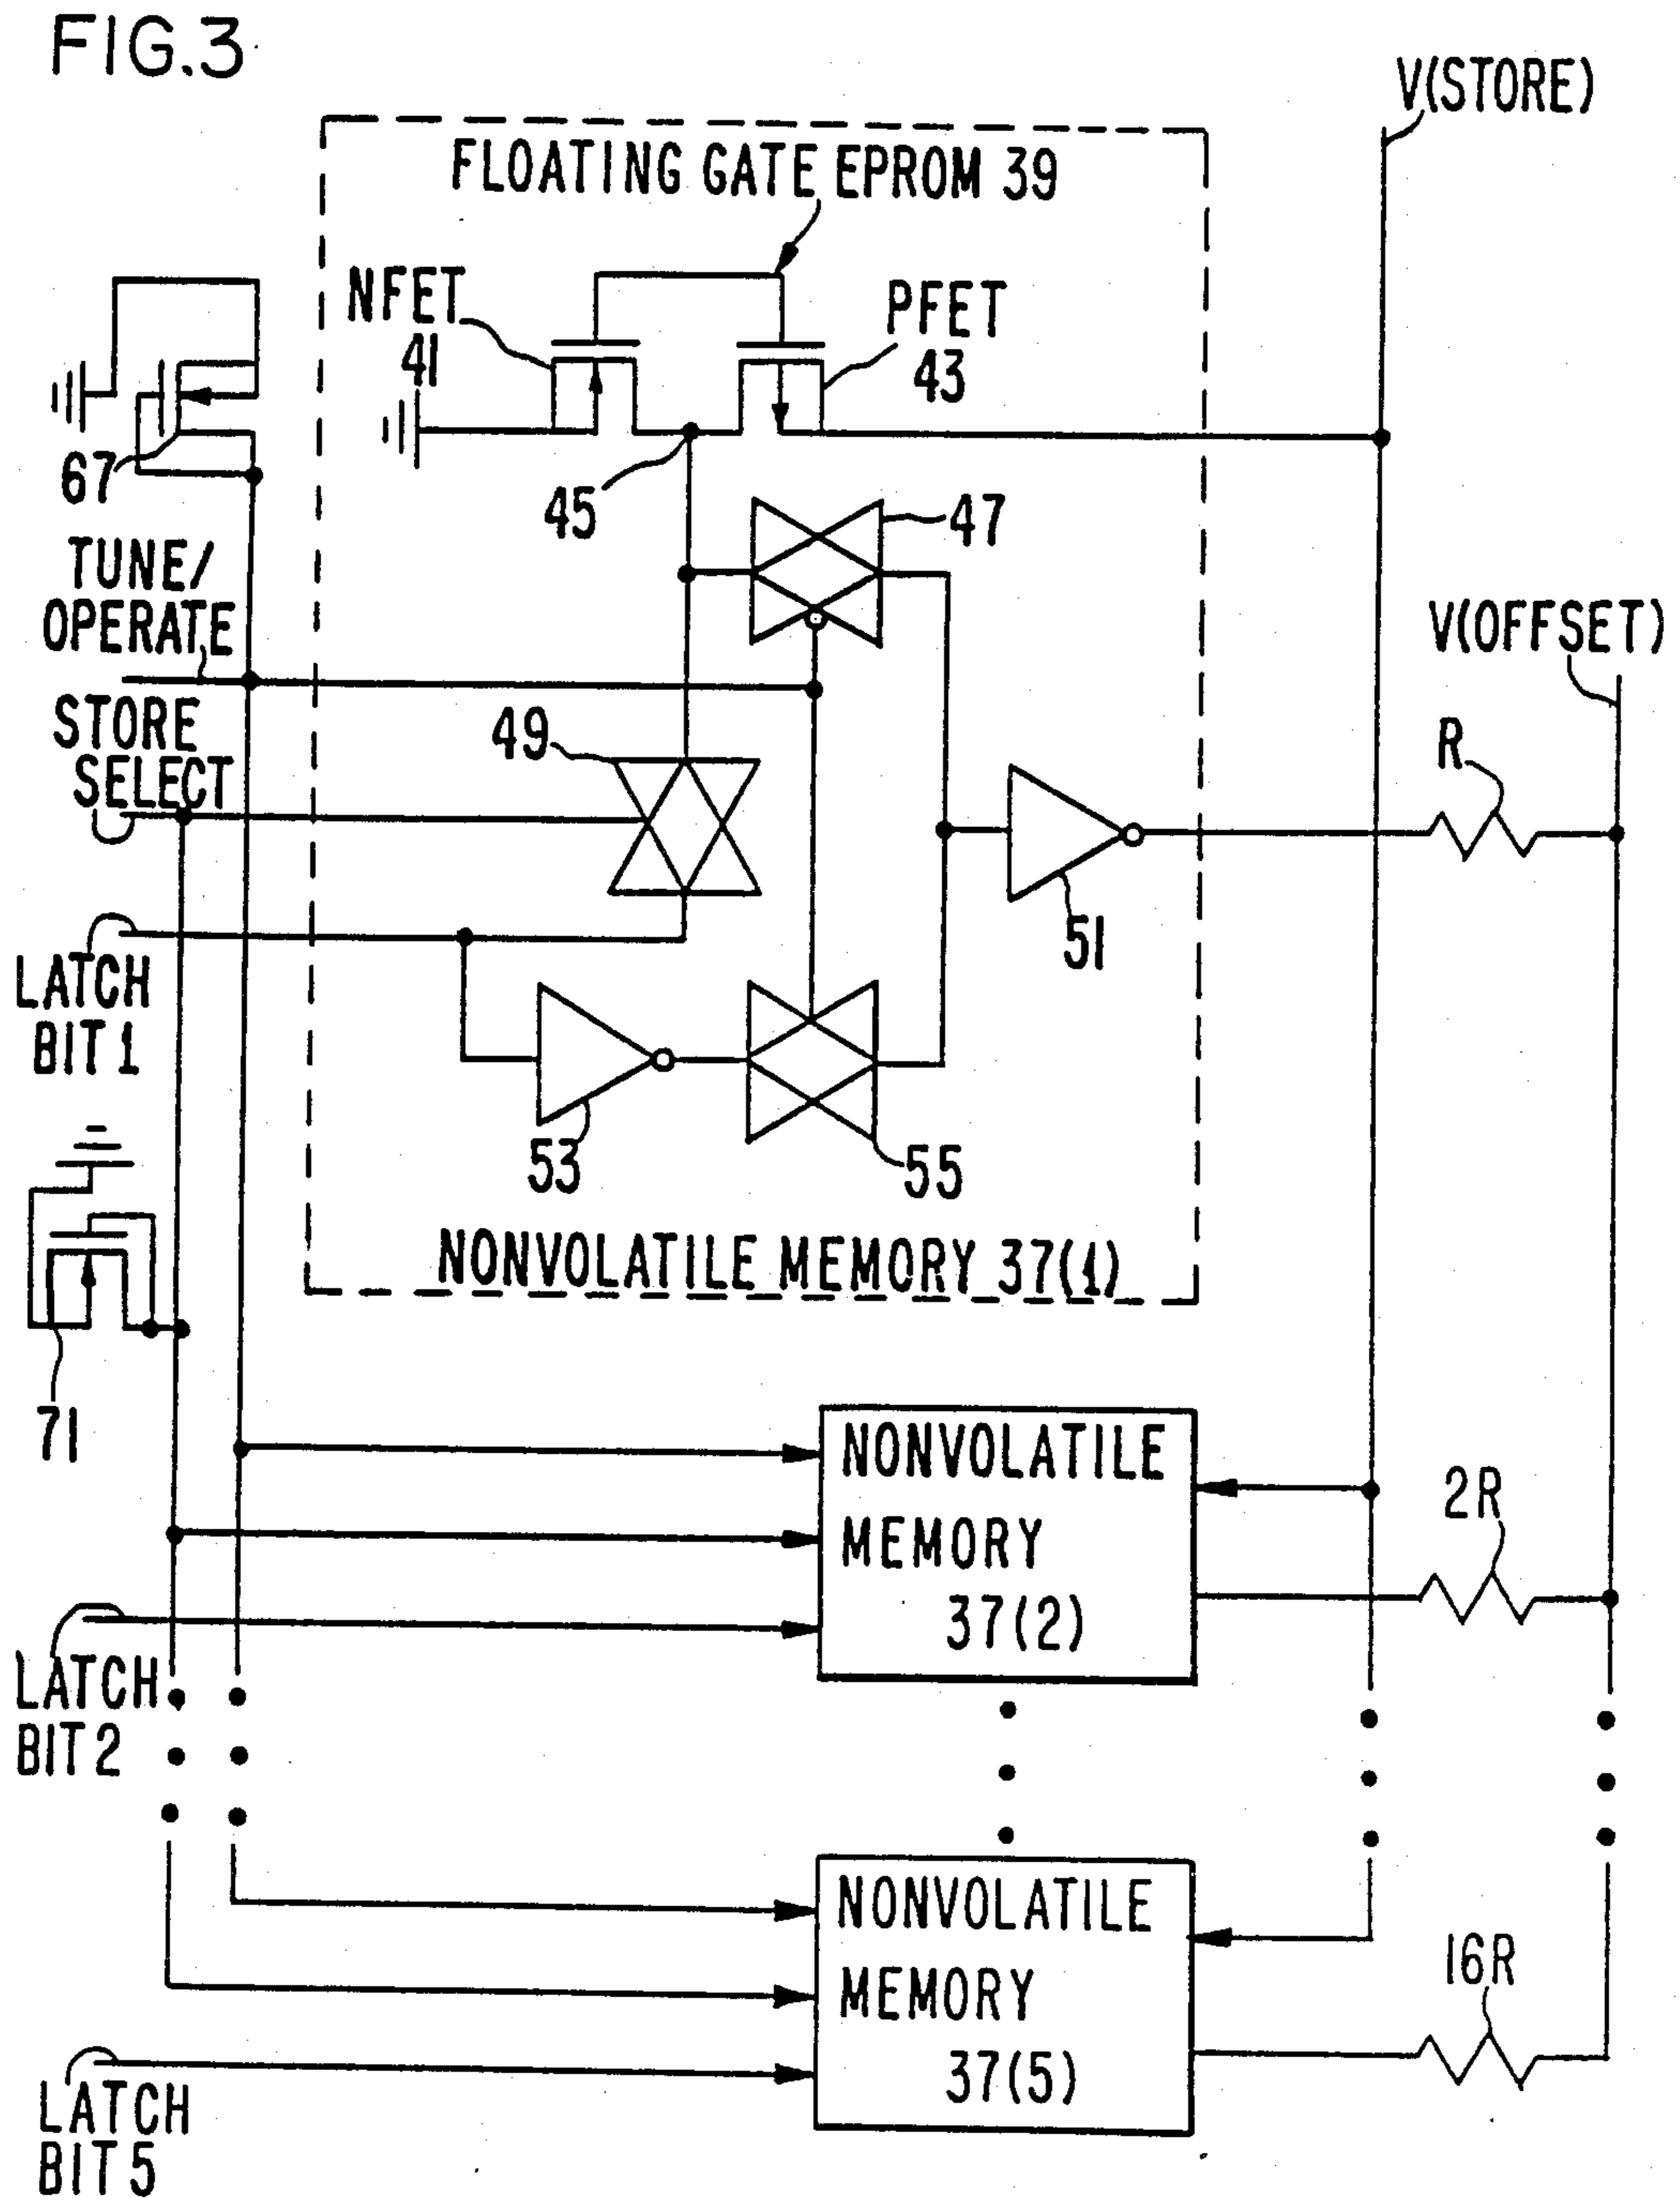 FIG.3
V(STORE)
FLOATING GATE EPROM 39
NFET
41
PFET
43
67
45
47
TUNE/
OPERATE
V(OFFSET)
STORE
SELECT
49
R
51
LATCH
BIT 1
53
55
NONVOLATILE MEMORY 37(1)
71
NONVOLATILE
MEMORY
37(2)
2R
LATCH
BIT 2
NONVOLATILE
MEMORY
37(5)
16R
LATCH
BIT 5